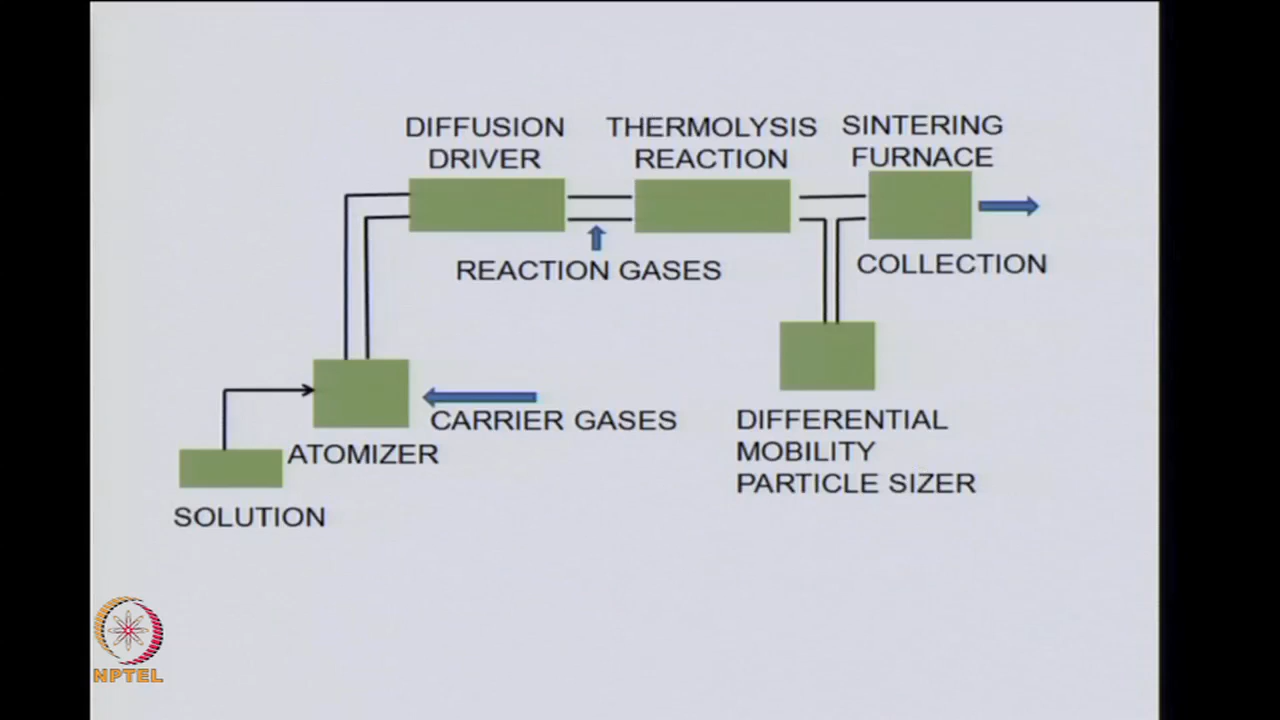 DIFFUSION
DRIVER
THERMOLYSIS
REACTION
SINTERING
FURNACE
REACTION GASES
COLLECTION
CARRIER GASES
ATOMIZER
SOLUTION
DIFFERENTIAL
MOBILITY
PARTICLE SIZER
NPTEL